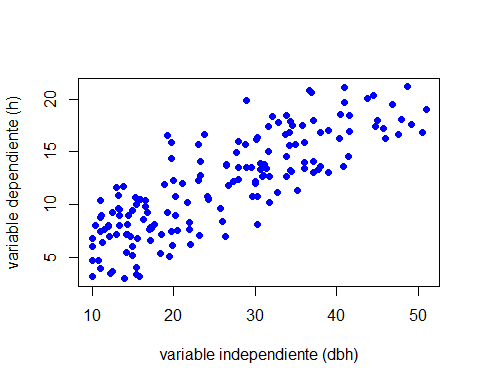 variable dependiente (h)
20
15
10
5
10 20 30 40 50
variable independiente (dbh)